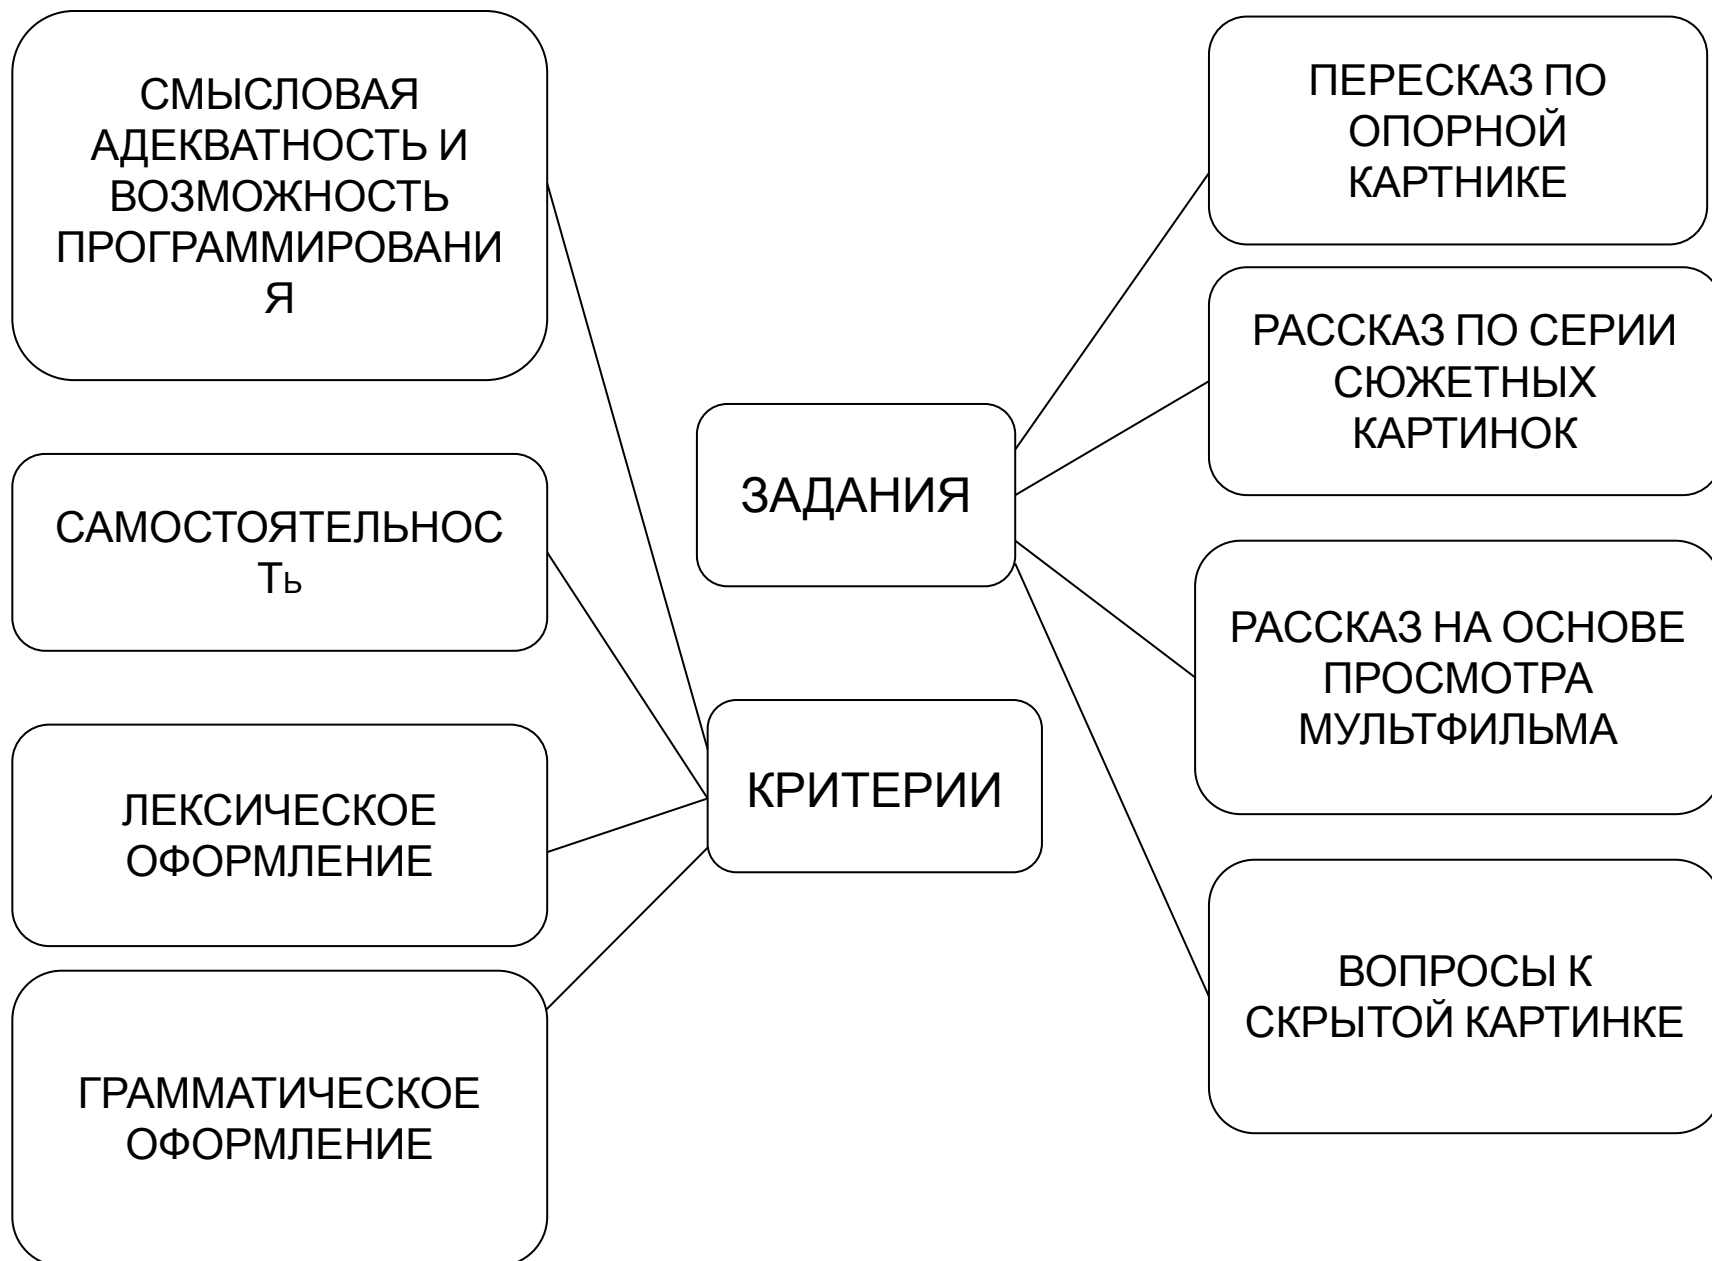 СМЫСЛОВАЯ
АДЕКВАТНОСТЬ И
ВОЗМОЖНОСТЬ
ПРОГРАММИРОВАНИ
Я
САМОСТОЯТЕЛЬНОС
Ть
ЛЕКСИЧЕСКОЕ
ОФОРМЛЕНИЕ
ГРАММАТИЧЕСКОЕ
ОФОРМЛЕНИЕ
ЗАДАНИЯ
КРИТЕРИИ
ПЕРЕСКАЗ ПО
ОПОРНОЙ
КАРТНИКЕ
РАССКАЗ ПО СЕРИИ
СЮЖЕТНЫХ
КАРТИНОК
РАССКАЗ НА ОСНОВЕ
ПРОСМОТРА
МУЛЬТФИЛЬМА
ВОПРОСЫ К
СКРЫТОЙ КАРТИНКЕ